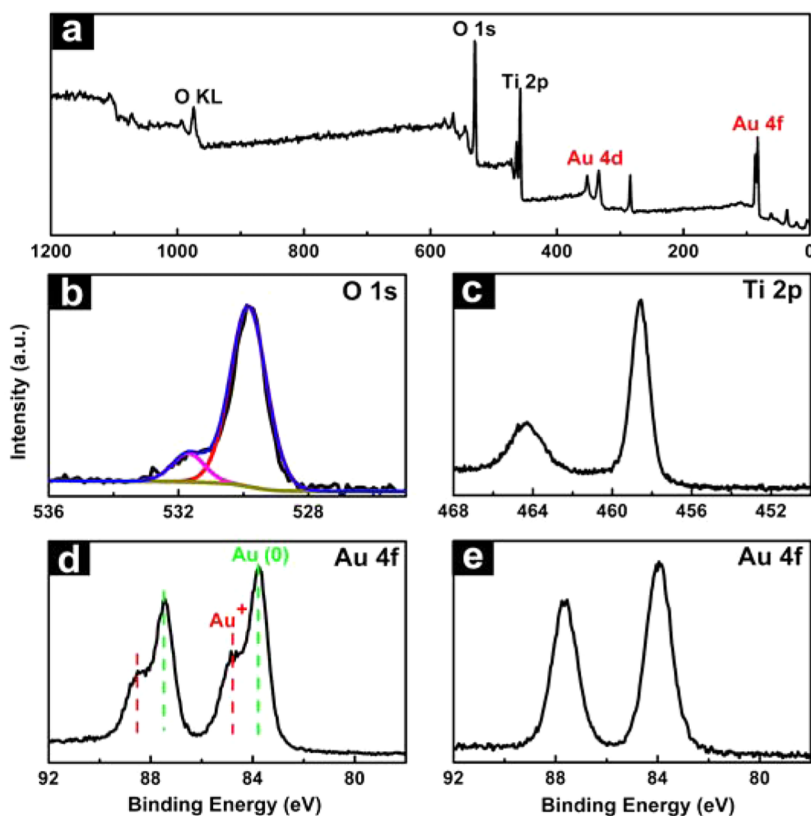 a
O 1s
O KL
Ti 2p
Au 4d
Au 4f
1200 1000 800 600 400 200 0
Intensity (a.u.)
b
O 1s
536 532 528
c
Ti 2p
468 464 460 456 452
d
Au 4f
Au (0)
Au+
92 88 84 80
Binding Energy (eV)
e
Au 4f
92 88 84 80
Binding Energy (eV)